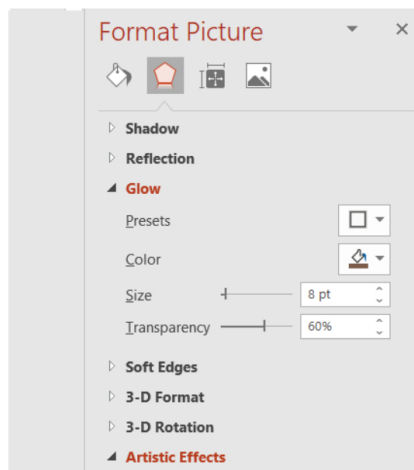 Format Picture
Shadow
Reflection
Glow
Presets
Color
Size 8 pt
Transparency 60%
Soft Edges
3-D Format
3-D Rotation
Artistic Effects